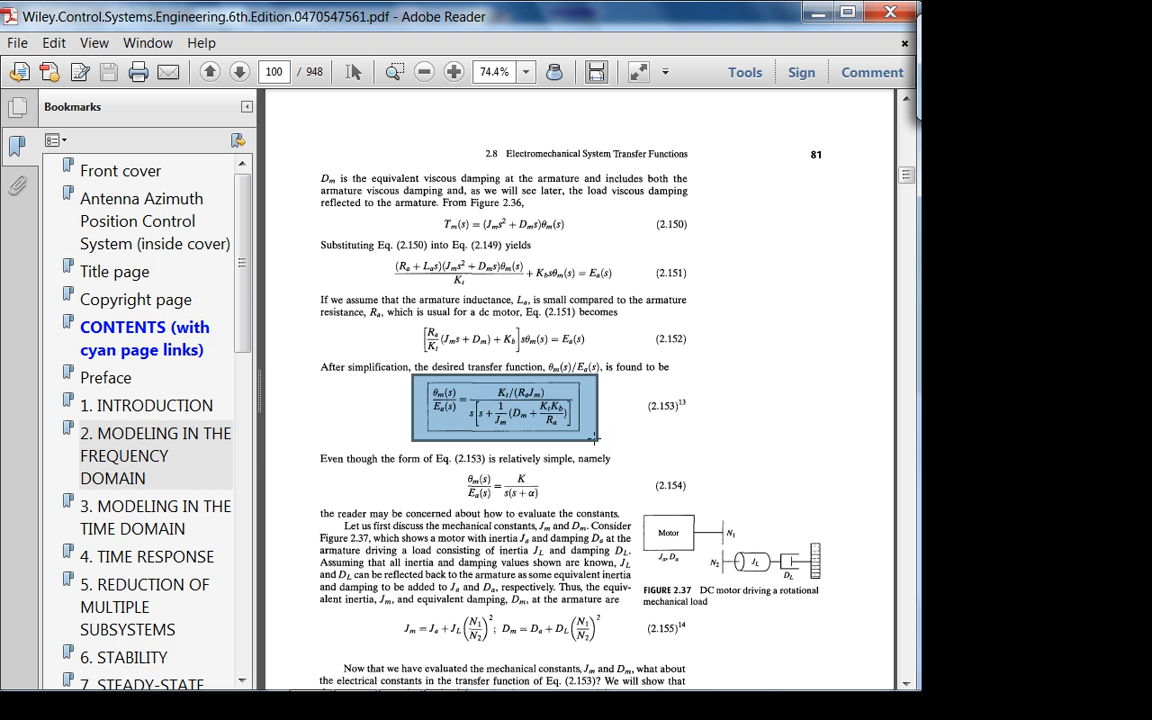 Wiley.Control.Systems.Engineering.6th.Edition.0470547561.pdf - Adobe Reader
File Edit View Window Help
100 / 948 74.4% Tools Sign Comment
Bookmarks
Front cover
Antenna Azimuth
Position Control
System (inside cover)
Title page
Copyright page
CONTENTS (with
cyan page links)
Preface
1. INTRODUCTION
2. MODELING IN THE
FREQUENCY
DOMAIN
3. MODELING IN THE
TIME DOMAIN
4. TIME RESPONSE
5. REDUCTION OF
MULTIPLE
SUBSYSTEMS
6. STABILITY
7. STEADY-STATE
2.8 Electromechanical System Transfer Functions 81
Dm is the equivalent viscous damping at the armature and includes both the
armature viscous damping and, as we will see later, the load viscous damping
reflected to the armature. From Figure 2.36,
Tm(s) = (Jms² + Dms)θm(s) (2.150)
Substituting Eq. (2.150) into Eq. (2.149) yields
(Ra + Las)(Jms² + Dms)θm(s)/Kt + Kbsθm(s) = Ea(s) (2.151)
If we assume that the armature inductance, La, is small compared to the armature
resistance, Ra, which is usual for a dc motor, Eq. (2.151) becomes
[Ra/Kt (Jms + Dm) + Kb] sθm(s) = Ea(s) (2.152)
After simplification, the desired transfer function, θm(s)/Ea(s), is found to be
θm(s)/Ea(s) = Kt/(RaJm) / s[s + 1/Jm (Dm + KtKb/Ra)] (2.153)¹³
Even though the form of Eq. (2.153) is relatively simple, namely
θm(s)/Ea(s) = K/s(s + α) (2.154)
the reader may be concerned about how to evaluate the constants.
Let us first discuss the mechanical constants, Jm and Dm. Consider
Figure 2.37, which shows a motor with inertia Ja and damping Da at the
armature driving a load consisting of inertia JL and damping DL.
Assuming that all inertia and damping values shown are known, JL
and DL can be reflected back to the armature as some equivalent inertia
and damping to be added to Ja and Da, respectively. Thus, the equiv-
alent inertia, Jm, and equivalent damping, Dm, at the armature are
Motor N1
Ja, Da
N2 JL
DL
FIGURE 2.37 DC motor driving a rotational
mechanical load
Jm = Ja + JL(N1/N2)²; Dm = Da + DL(N1/N2)² (2.155)¹⁴
Now that we have evaluated the mechanical constants, Jm and Dm, what about
the electrical constants in the transfer function of Eq. (2.153)? We will show that